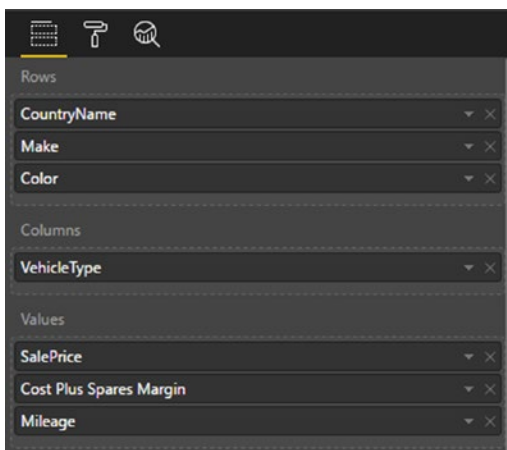 Rows
CountryName
Make
Color
Columns
VehicleType
Values
SalePrice
Cost Plus Spares Margin
Mileage